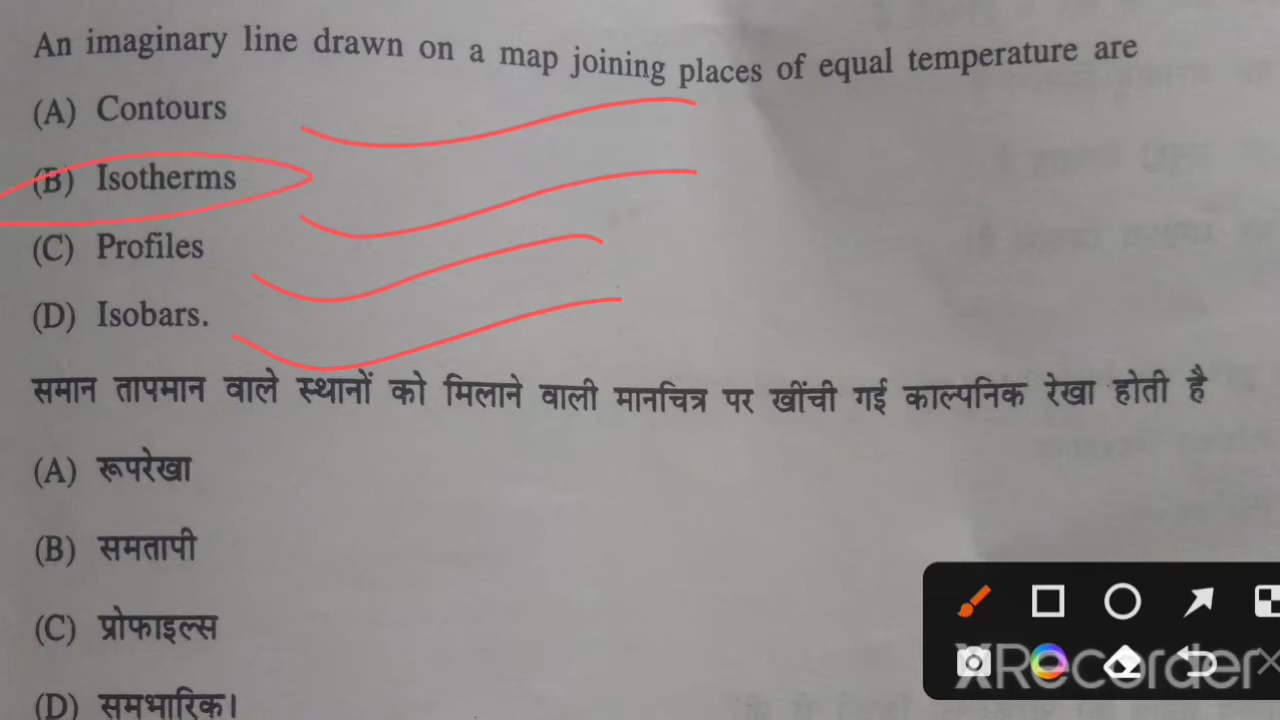 An imaginary line drawn on a map joining places of equal temperature are
(A) Contours
(B) Isotherms
(C) Profiles
(D) Isobars.
समान तापमान वाले स्थानों को मिलाने वाली मानचित्र पर खींची गई काल्पनिक रेखा होती है
(A) रूपरेखा
(B) समतापी
(C) प्रोफाइल्स
(D) समभारिक।
XRecorder